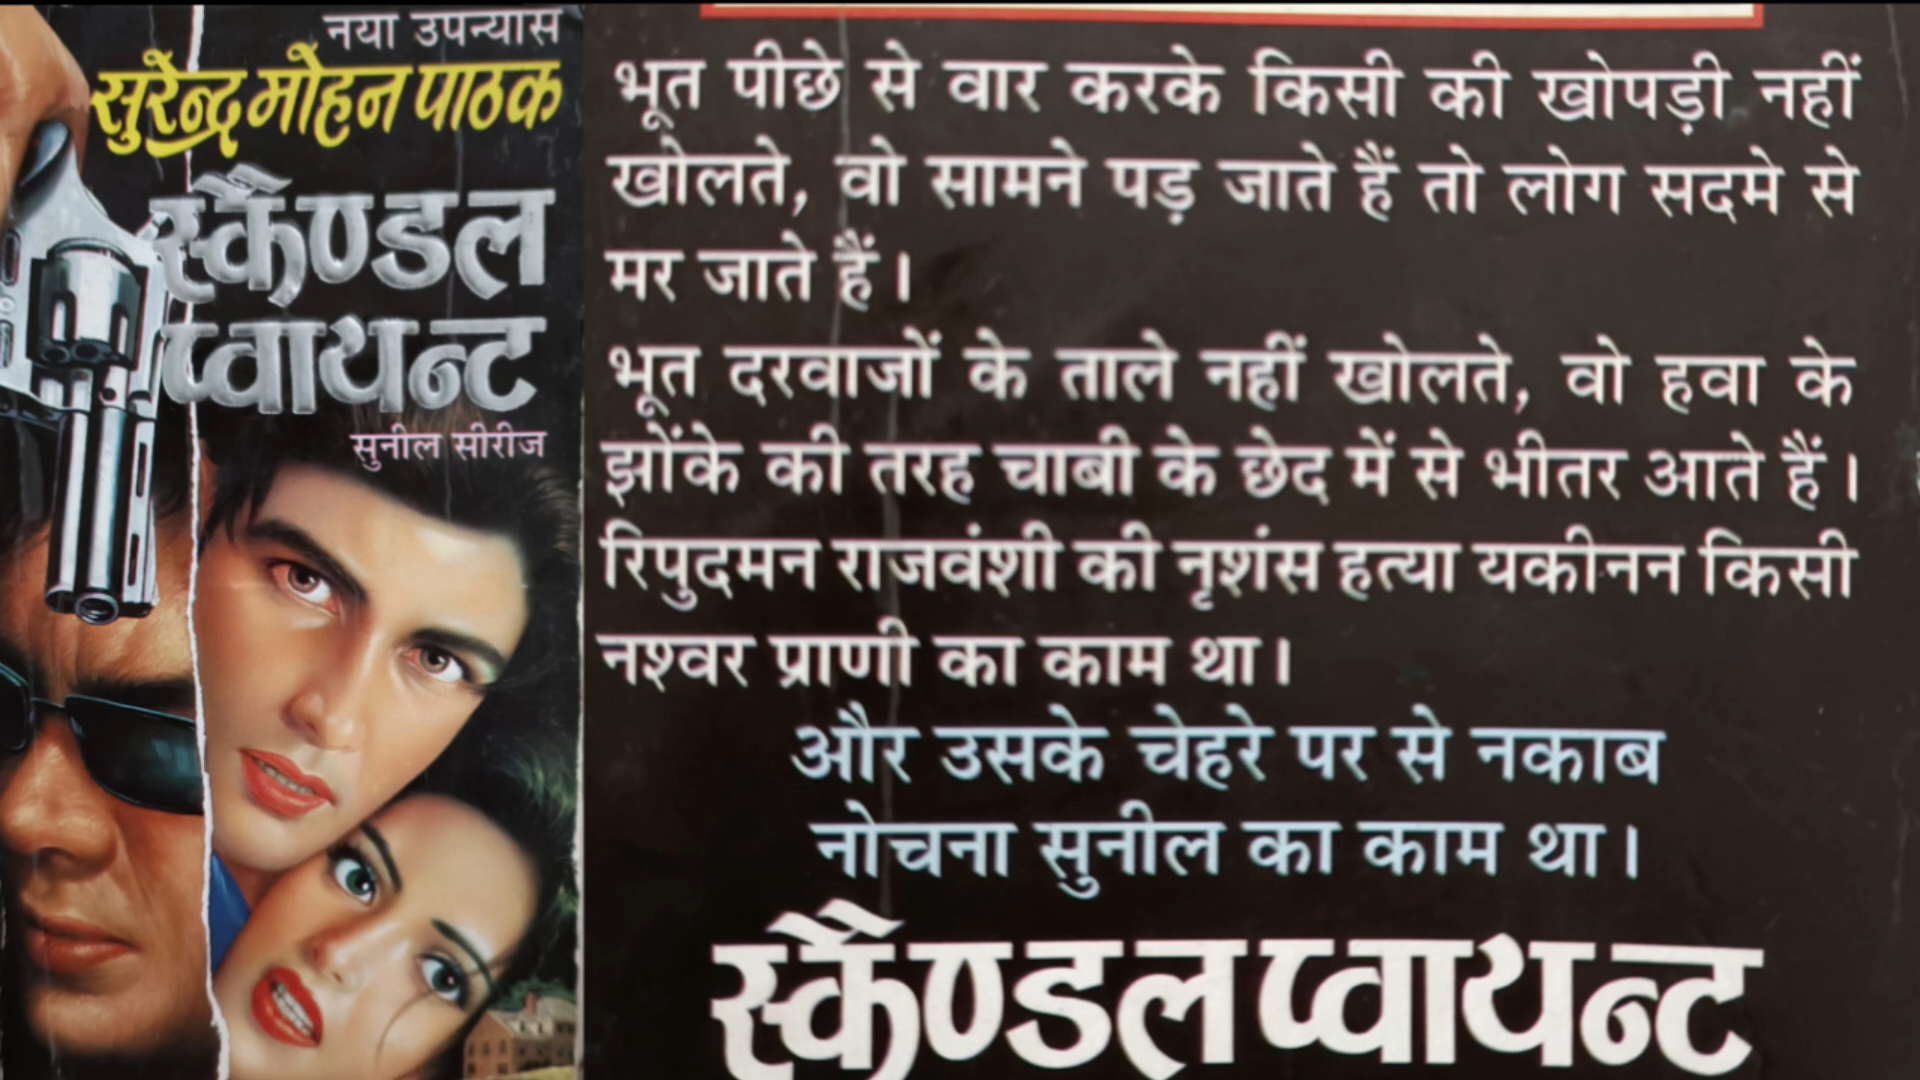 नया उपन्यास
सुरेन्द्र मोहन पाठक
स्कैण्डल
प्वायन्ट
सुनील सीरीज
भूत पीछे से वार करके किसी की खोपड़ी नहीं
खोलते, वो सामने पड़ जाते हैं तो लोग सदमे से
मर जाते हैं।
भूत दरवाजों के ताले नहीं खोलते, वो हवा के
झोंके की तरह चाबी के छेद में से भीतर आते हैं।
रिपुदमन राजवंशी की नृशंस हत्या यकीनन किसी
नश्वर प्राणी का काम था।
और उसके चेहरे पर से नकाब
नोचना सुनील का काम था।
स्कैण्डल प्वायन्ट